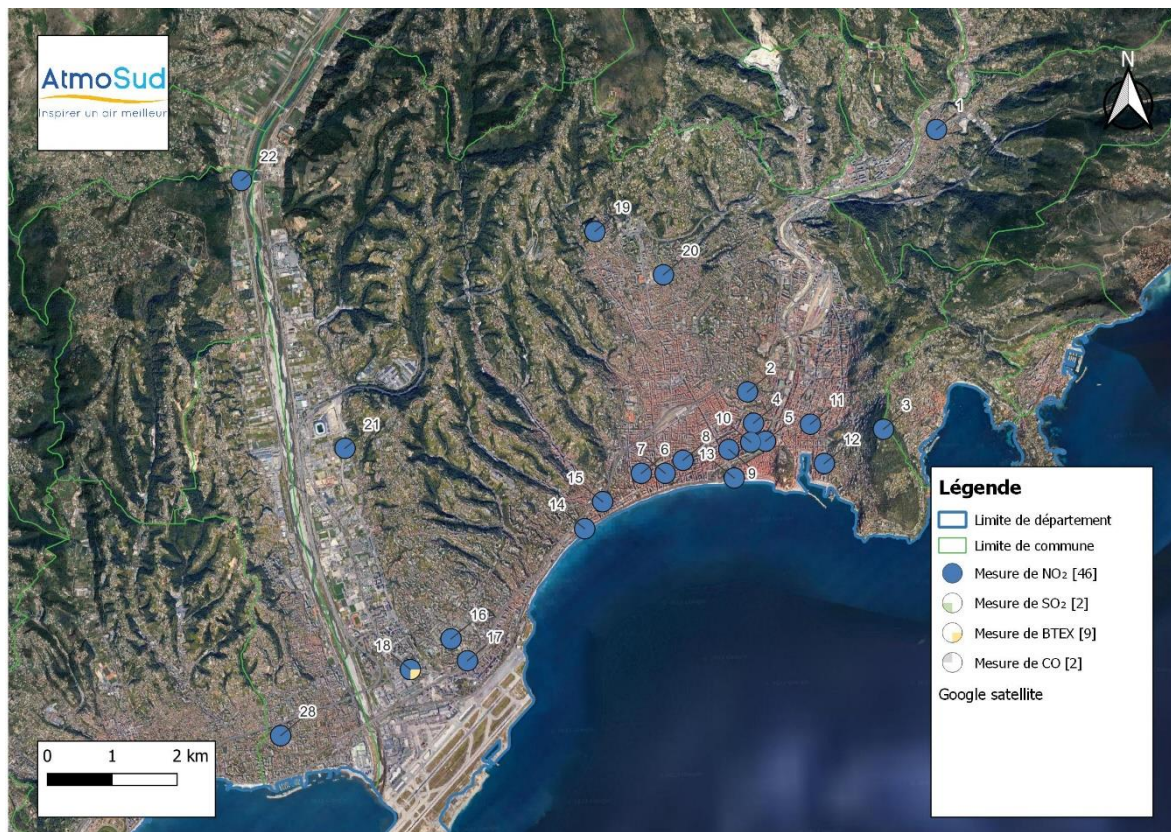 AtmoSud
Inspirer un air meilleur
N
1
22
19
20
2
4
10
5
11
3
8
12
21
7
6
13
9
15
14
16
17
18
28
0 1 2 km
Légende
Limite de département
Limite de commune
Mesure de NO₂ [46]
Mesure de SO₂ [2]
Mesure de BTEX [9]
Mesure de CO [2]
Google satellite